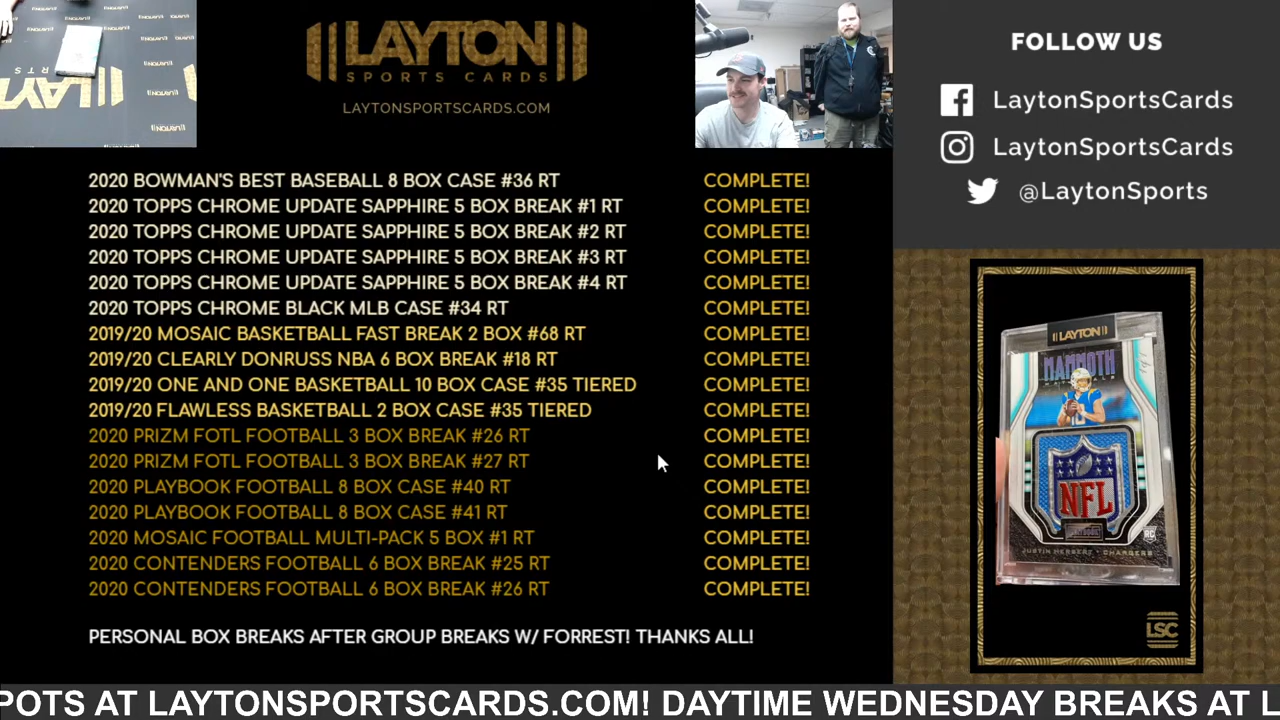 LAYTON
SPORTS CARDS
LAYTONSPORTSCARDS.COM
FOLLOW US
LaytonSportsCards
LaytonSportsCards
@LaytonSports
2020 BOWMAN'S BEST BASEBALL 8 BOX CASE #36 RT COMPLETE!
2020 TOPPS CHROME UPDATE SAPPHIRE 5 BOX BREAK #1 RT COMPLETE!
2020 TOPPS CHROME UPDATE SAPPHIRE 5 BOX BREAK #2 RT COMPLETE!
2020 TOPPS CHROME UPDATE SAPPHIRE 5 BOX BREAK #3 RT COMPLETE!
2020 TOPPS CHROME UPDATE SAPPHIRE 5 BOX BREAK #4 RT COMPLETE!
2020 TOPPS CHROME BLACK MLB CASE #34 RT COMPLETE!
2019/20 MOSAIC BASKETBALL FAST BREAK 2 BOX #68 RT COMPLETE!
2019/20 CLEARLY DONRUSS NBA 6 BOX BREAK #18 RT COMPLETE!
2019/20 ONE AND ONE BASKETBALL 10 BOX CASE #35 TIERED COMPLETE!
2019/20 FLAWLESS BASKETBALL 2 BOX CASE #35 TIERED COMPLETE!
2020 PRIZM FOTL FOOTBALL 3 BOX BREAK #26 RT COMPLETE!
2020 PRIZM FOTL FOOTBALL 3 BOX BREAK #27 RT COMPLETE!
2020 PLAYBOOK FOOTBALL 8 BOX CASE #40 RT COMPLETE!
2020 PLAYBOOK FOOTBALL 8 BOX CASE #41 RT COMPLETE!
2020 MOSAIC FOOTBALL MULTI-PACK 5 BOX #1 RT COMPLETE!
2020 CONTENDERS FOOTBALL 6 BOX BREAK #25 RT COMPLETE!
2020 CONTENDERS FOOTBALL 6 BOX BREAK #26 RT COMPLETE!
PERSONAL BOX BREAKS AFTER GROUP BREAKS W/ FORREST! THANKS ALL!
LAYTON
MAMMOTH
NFL
PLAYBOOK
RC
JUSTIN HERBERT - CHARGERS
LSC
POTS AT LAYTONSPORTSCARDS.COM! DAYTIME WEDNESDAY BREAKS AT L